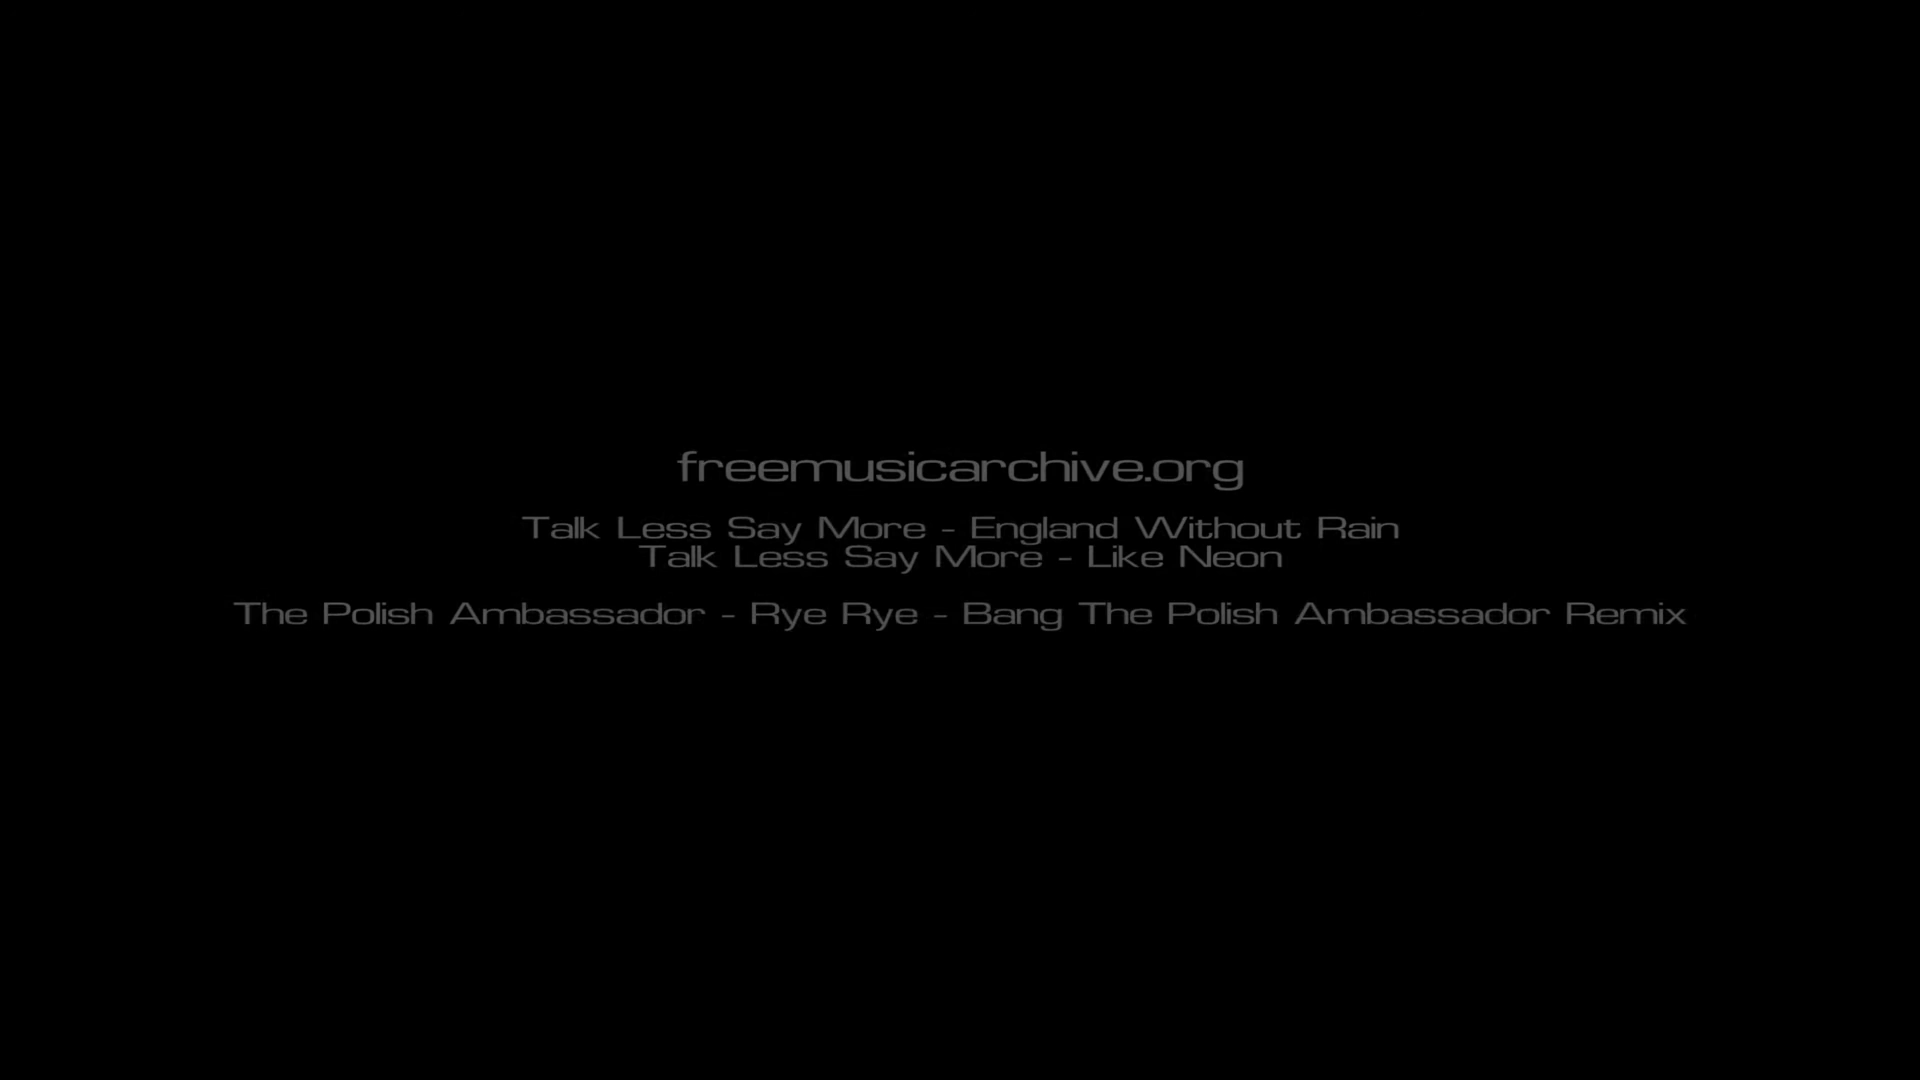 freemusicarchive.org
Talk Less Say More - England Without Rain
Talk Less Say More - Like Neon
The Polish Ambassador - Rye Rye - Bang The Polish Ambassador Remix